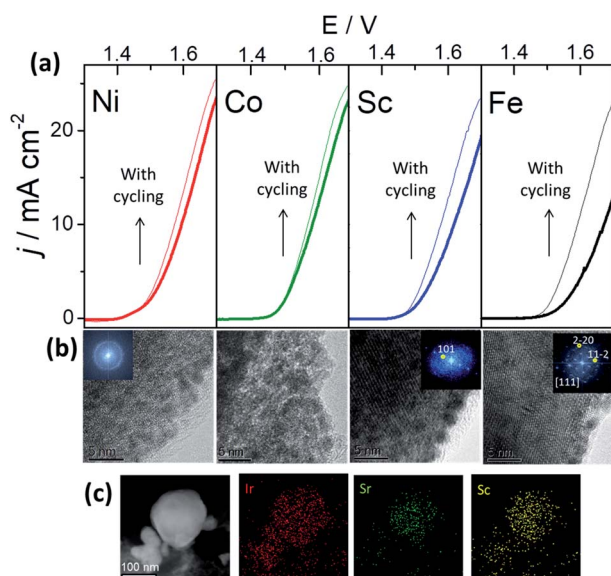 E / V
1.4 1.6 1.4 1.6 1.4 1.6 1.4 1.6
(a)
Ni Co Sc Fe
20
10
0
j / mA cm⁻²
With cycling
With cycling
With cycling
With cycling
(b)
101
2-20
11-2
[111]
5 nm 5 nm 5 nm 5 nm
(c)
Ir Sr Sc
100 nm